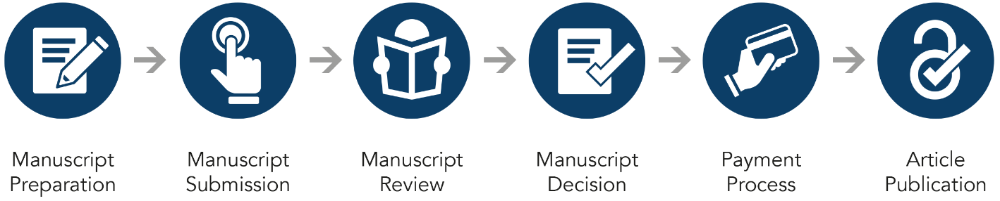 Manuscript
Preparation
Manuscript
Submission
Manuscript
Review
Manuscript
Decision
Payment
Process
Article
Publication